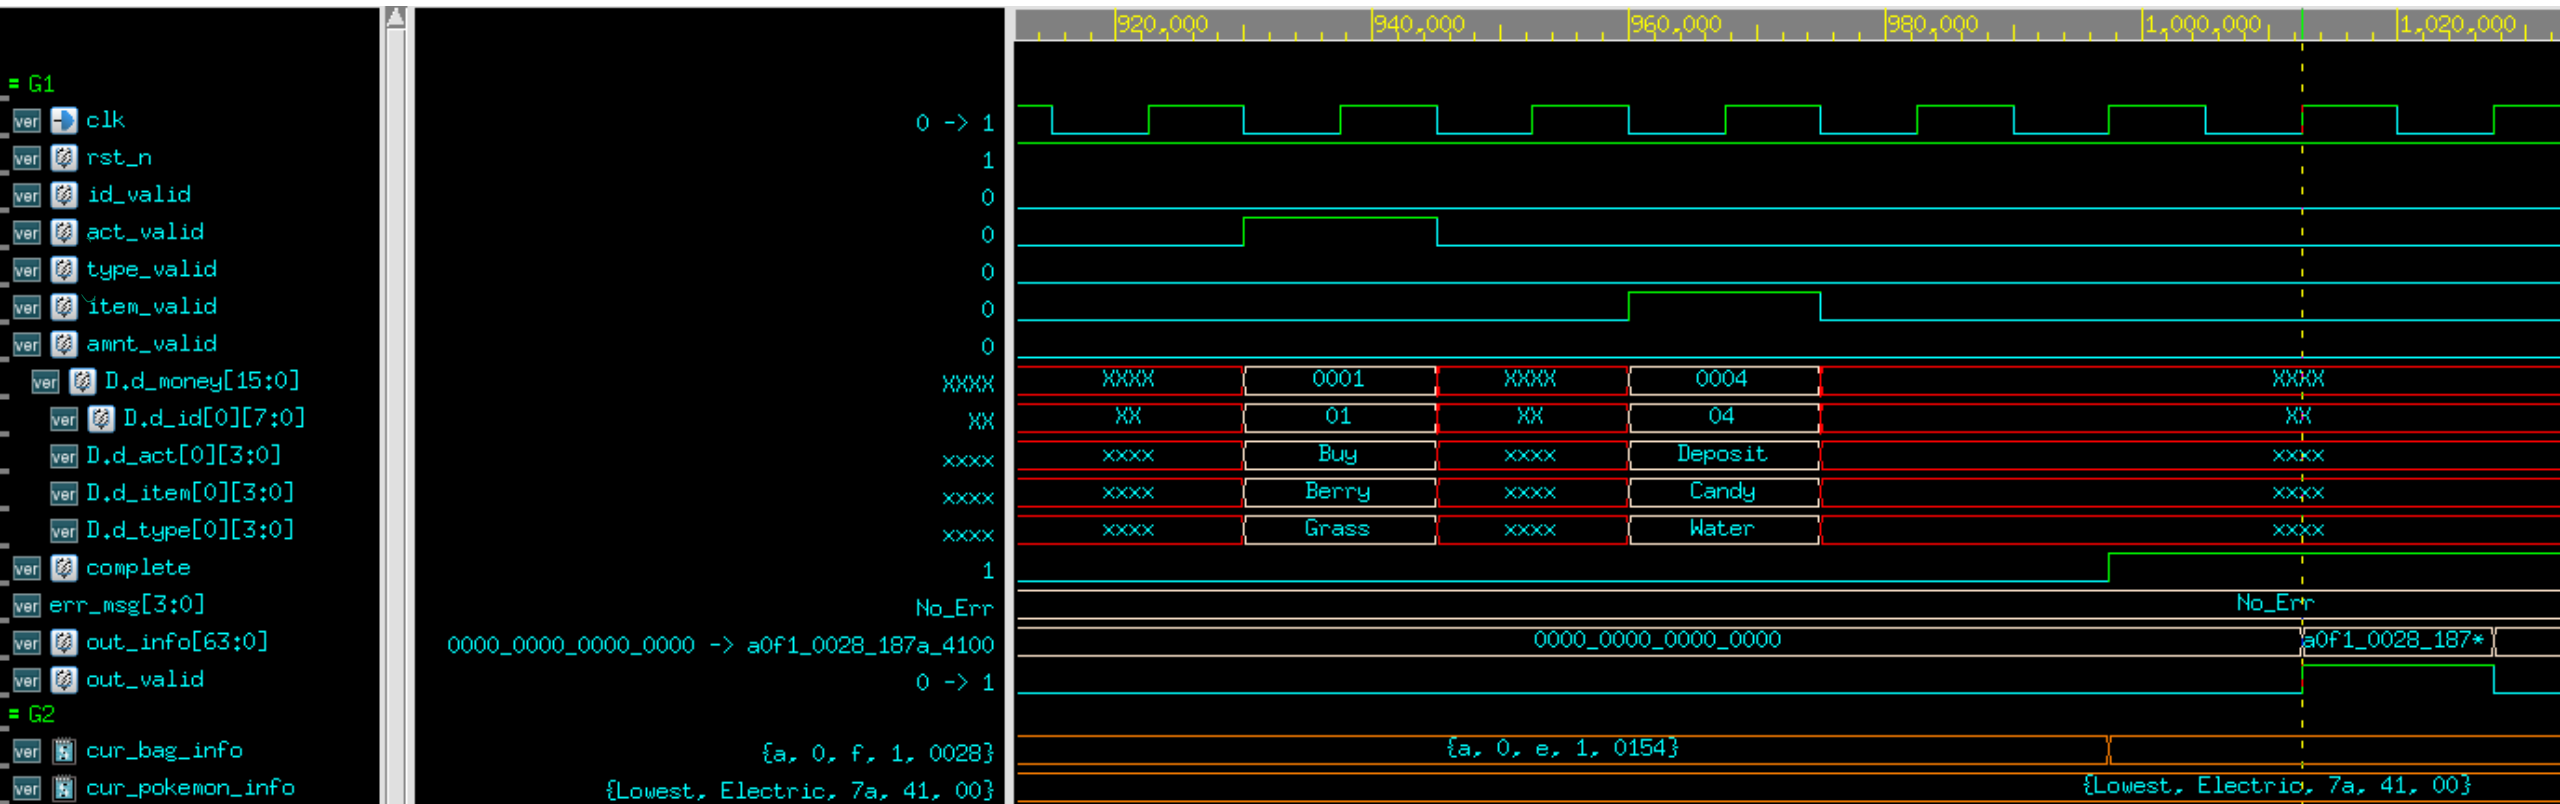 920,000 940,000 960,000 980,000 1,000,000 1,020,000
= G1
ver clk 0 -> 1
ver rst_n 1
ver id_valid 0
ver act_valid 0
ver type_valid 0
ver item_valid 0
ver amnt_valid 0
ver D.d_money[15:0] XXXX XXXX 0001 XXXX 0004 XXXX
ver D.d_id[0][7:0] XX XX 01 XX 04 XX
ver D.d_act[0][3:0] xxxx xxxx Buy xxxx Deposit xxxx
ver D.d_item[0][3:0] xxxx xxxx Berry xxxx Candy xxxx
ver D.d_type[0][3:0] xxxx xxxx Grass xxxx Water xxxx
ver complete 1
ver err_msg[3:0] No_Err No_Err
ver out_info[63:0] 0000_0000_0000_0000 -> a0f1_0028_187a_4100 0000_0000_0000_0000 a0f1_0028_187*
ver out_valid 0 -> 1
= G2
ver cur_bag_info {a, 0, f, 1, 0028} {a, 0, e, 1, 0154}
ver cur_pokemon_info {Lowest, Electric, 7a, 41, 00} {Lowest, Electric, 7a, 41, 00}